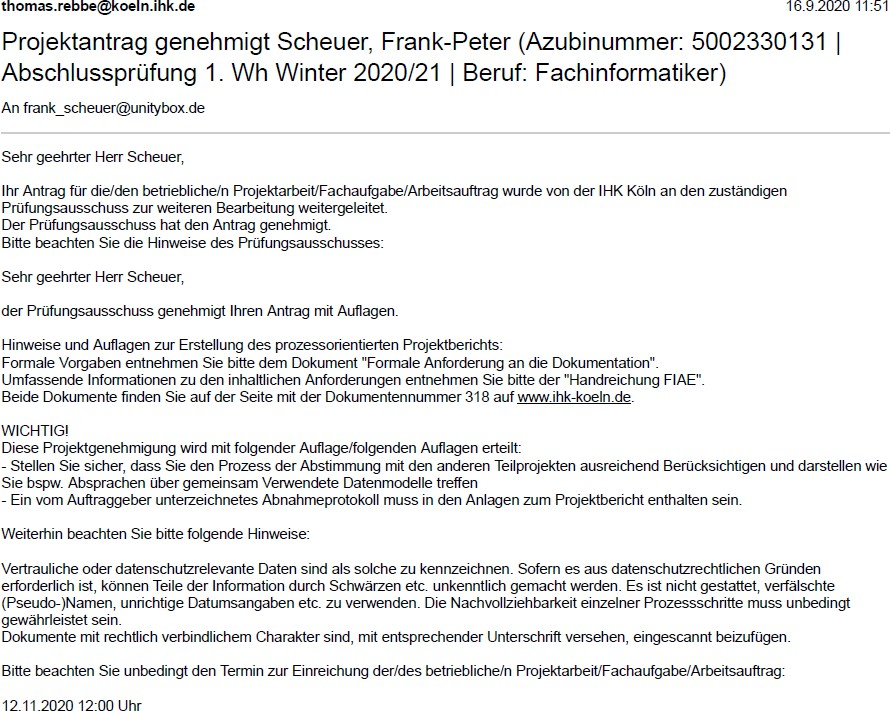 thomas.rebbe@koeln.ihk.de 16.9.2020 11:51
Projektantrag genehmigt Scheuer, Frank-Peter (Azubinummer: 5002330131 |
Abschlussprüfung 1. Wh Winter 2020/21 | Beruf: Fachinformatiker)
An frank_scheuer@unitybox.de
Sehr geehrter Herr Scheuer,
Ihr Antrag für die/den betriebliche/n Projektarbeit/Fachaufgabe/Arbeitsauftrag wurde von der IHK Köln an den zuständigen
Prüfungsausschuss zur weiteren Bearbeitung weitergeleitet.
Der Prüfungsausschuss hat den Antrag genehmigt.
Bitte beachten Sie die Hinweise des Prüfungsausschusses:
Sehr geehrter Herr Scheuer,
der Prüfungsausschuss genehmigt Ihren Antrag mit Auflagen.
Hinweise und Auflagen zur Erstellung des prozessorientierten Projektberichts:
Formale Vorgaben entnehmen Sie bitte dem Dokument "Formale Anforderung an die Dokumentation".
Umfassende Informationen zu den inhaltlichen Anforderungen entnehmen Sie bitte der "Handreichung FIAE".
Beide Dokumente finden Sie auf der Seite mit der Dokumentennummer 318 auf www.ihk-koeln.de.
WICHTIG!
Diese Projektgenehmigung wird mit folgender Auflage/folgenden Auflagen erteilt:
- Stellen Sie sicher, dass Sie den Prozess der Abstimmung mit den anderen Teilprojekten ausreichend Berücksichtigen und darstellen wie
Sie bspw. Absprachen über gemeinsam Verwendete Datenmodelle treffen
- Ein vom Auftraggeber unterzeichnetes Abnahmeprotokoll muss in den Anlagen zum Projektbericht enthalten sein.
Weiterhin beachten Sie bitte folgende Hinweise:
Vertrauliche oder datenschutzrelevante Daten sind als solche zu kennzeichnen. Sofern es aus datenschutzrechtlichen Gründen
erforderlich ist, können Teile der Information durch Schwärzen etc. unkenntlich gemacht werden. Es ist nicht gestattet, verfälschte
(Pseudo-)Namen, unrichtige Datumsangaben etc. zu verwenden. Die Nachvollziehbarkeit einzelner Prozessschritte muss unbedingt
gewährleistet sein.
Dokumente mit rechtlich verbindlichem Charakter sind, mit entsprechender Unterschrift versehen, eingescannt beizufügen.
Bitte beachten Sie unbedingt den Termin zur Einreichung der/des betriebliche/n Projektarbeit/Fachaufgabe/Arbeitsauftrag:
12.11.2020 12:00 Uhr